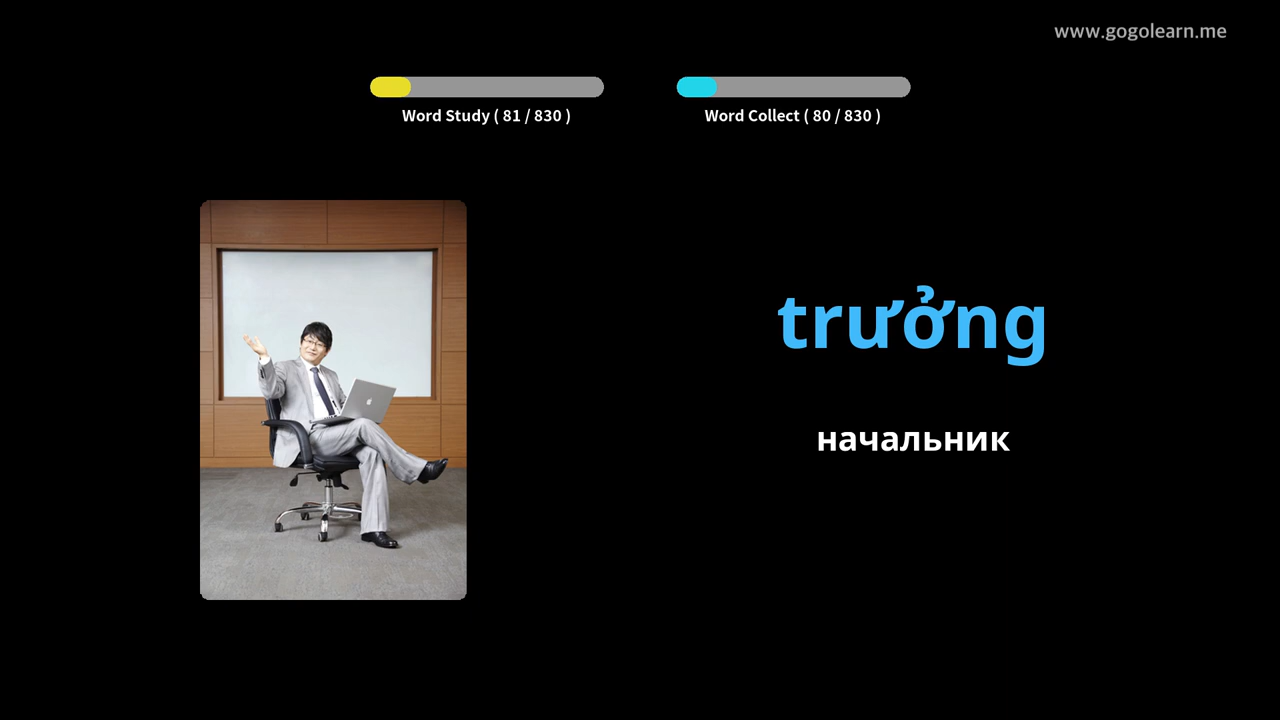 www.gogolearn.me
Word Study ( 81 / 830 )
Word Collect ( 80 / 830 )
trưởng
начальник